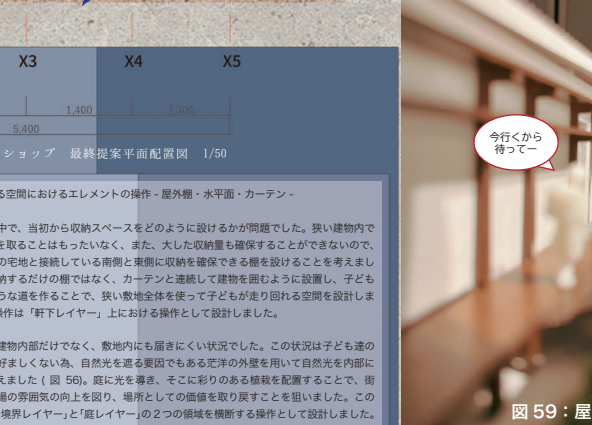 X3 X4 X5
1,400 1,300
5,400
ショップ 最終提案平面配置図 1/50
る空間におけるエレメントの操作 - 屋外棚・水平面・カーテン -
中で、当初から収納スペースをどのように設けるかが問題でした。狭い建物内で
を取ることはもったいなく、また、大した収納量も確保することができないので、
の宅地と接続している南側と東側に収納を確保できる棚を設けることを考えまし
納するだけの棚ではなく、カーテンと連続して建物を囲むように設置し、子ども
うな道を作ることで、狭い敷地全体を使って子どもが走り回れる空間を設計しま
操作は「軒下レイヤー」上における操作として設計しました。
建物内部だけでなく、敷地内にも届きにくい状況でした。この状況は子ども達の
好ましくない為、自然光を遮る要因でもある茫洋の外壁を用いて自然光を内部に
えました ( 図 56)。庭に光を導き、そこに彩りのある植栽を配置することで、街
場の雰囲気の向上を図り、場所としての価値を取り戻すことを狙いました。この
境界レイヤー」と「庭レイヤー」の２つの領域を横断する操作として設計しました。
今行くから
待ってー
図 59：屋